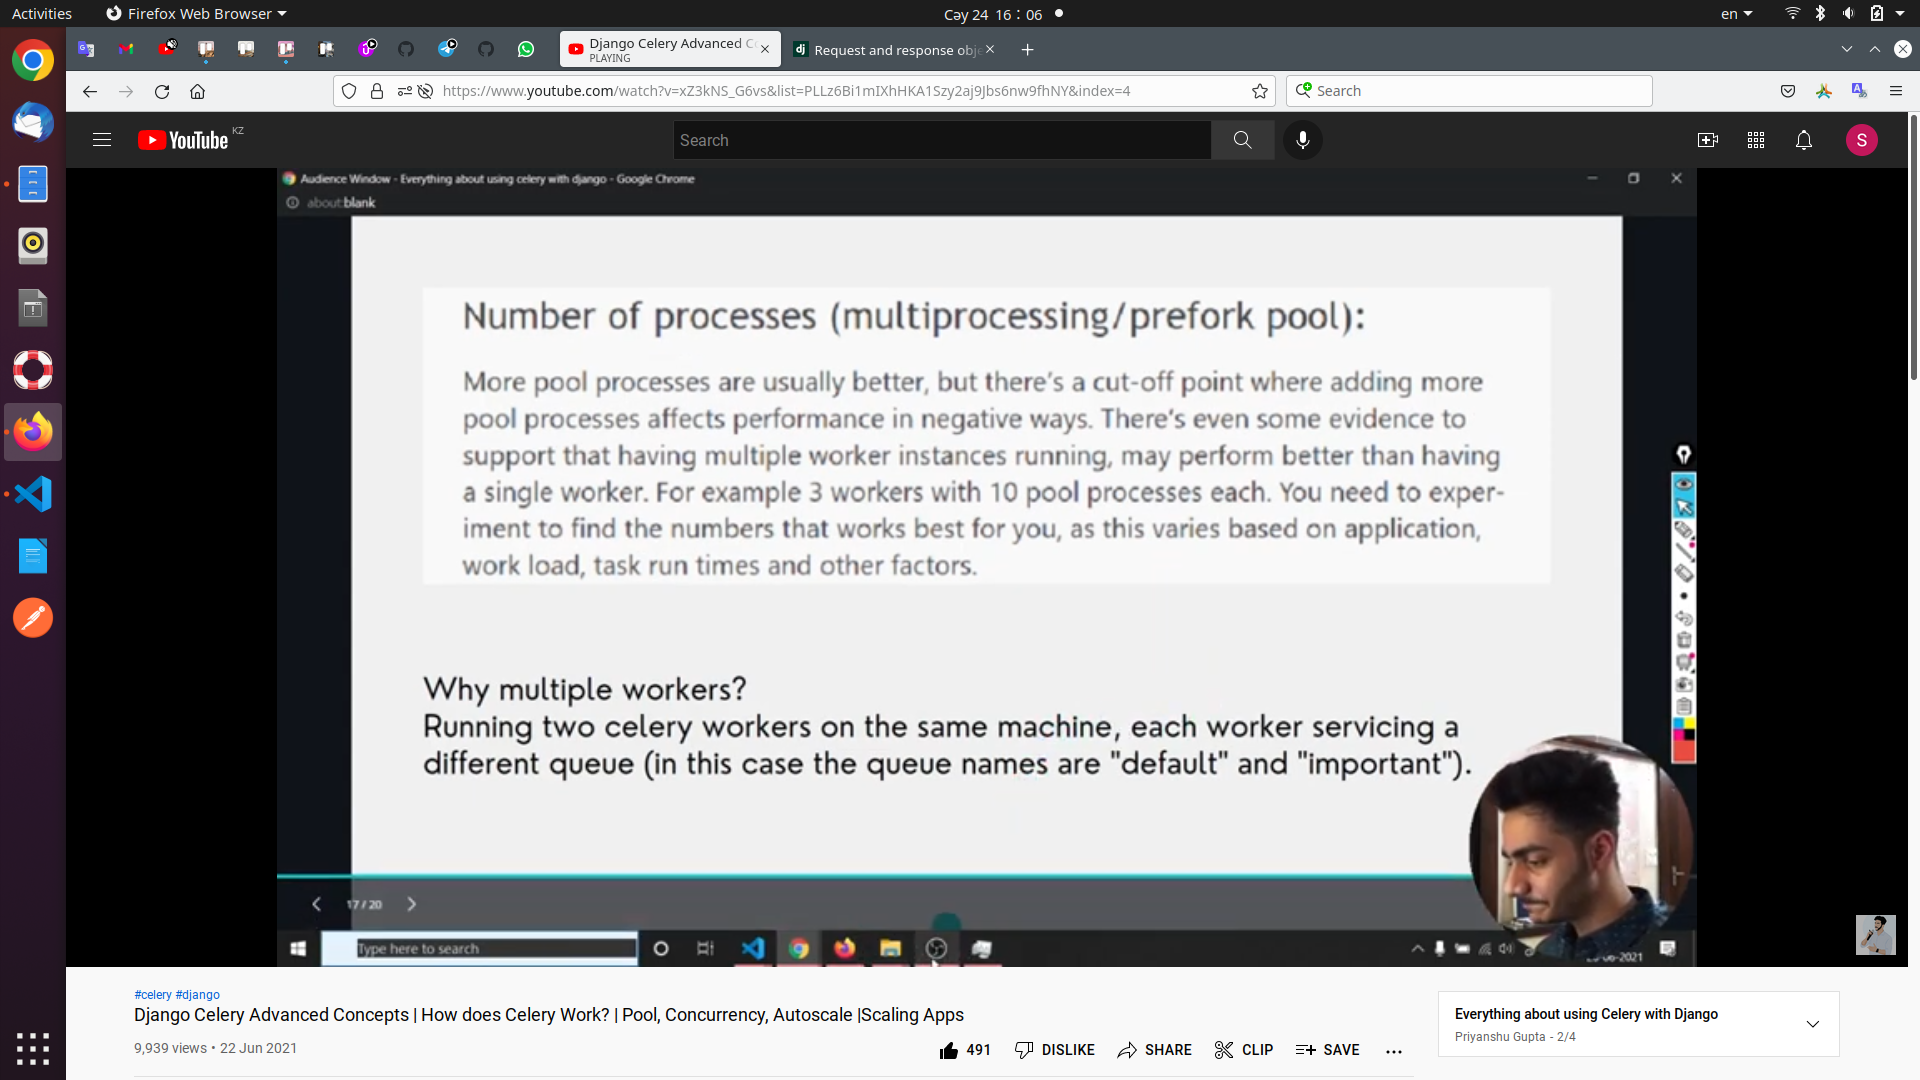 Activities
Firefox Web Browser
Cəy 24 16 : 06
en
Django Celery Advanced C
PLAYING
Request and response obje
https://www.youtube.com/watch?v=xZ3kNS_G6vs&list=PLLz6Bi1mIXhHKA1Szy2aj9Jbs6nw9fhNY&index=4
Search
YouTube KZ
Search
S
Audience Window - Everything about using celery with django - Google Chrome
about:blank
Number of processes (multiprocessing/prefork pool):
More pool processes are usually better, but there's a cut-off point where adding more
pool processes affects performance in negative ways. There's even some evidence to
support that having multiple worker instances running, may perform better than having
a single worker. For example 3 workers with 10 pool processes each. You need to exper-
iment to find the numbers that works best for you, as this varies based on application,
work load, task run times and other factors.
Why multiple workers?
Running two celery workers on the same machine, each worker servicing a
different queue (in this case the queue names are "default" and "important").
17 / 20
Type here to search
#celery #django
Django Celery Advanced Concepts | How does Celery Work? | Pool, Concurrency, Autoscale |Scaling Apps
9,939 views • 22 Jun 2021
491
DISLIKE
SHARE
CLIP
SAVE
Everything about using Celery with Django
Priyanshu Gupta - 2/4